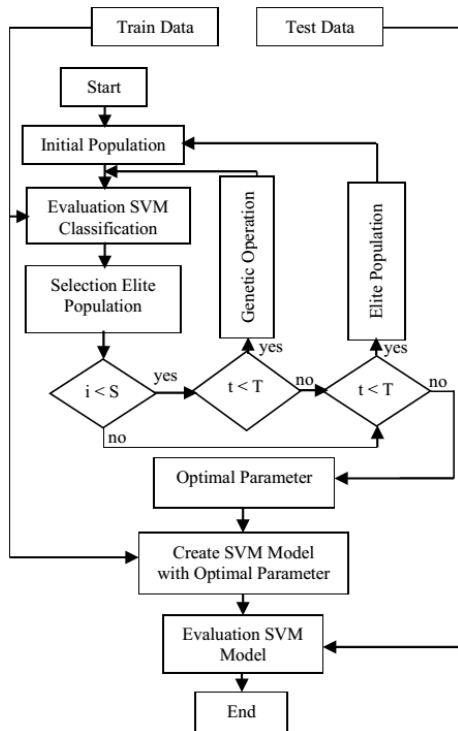 Train Data
Test Data
Start
Initial Population
Evaluation SVM
Classification
Selection Elite
Population
Genetic Operation
Elite Population
yes
yes
i < S
yes
t < T
no
t < T
no
no
Optimal Parameter
Create SVM Model
with Optimal Parameter
Evaluation SVM
Model
End